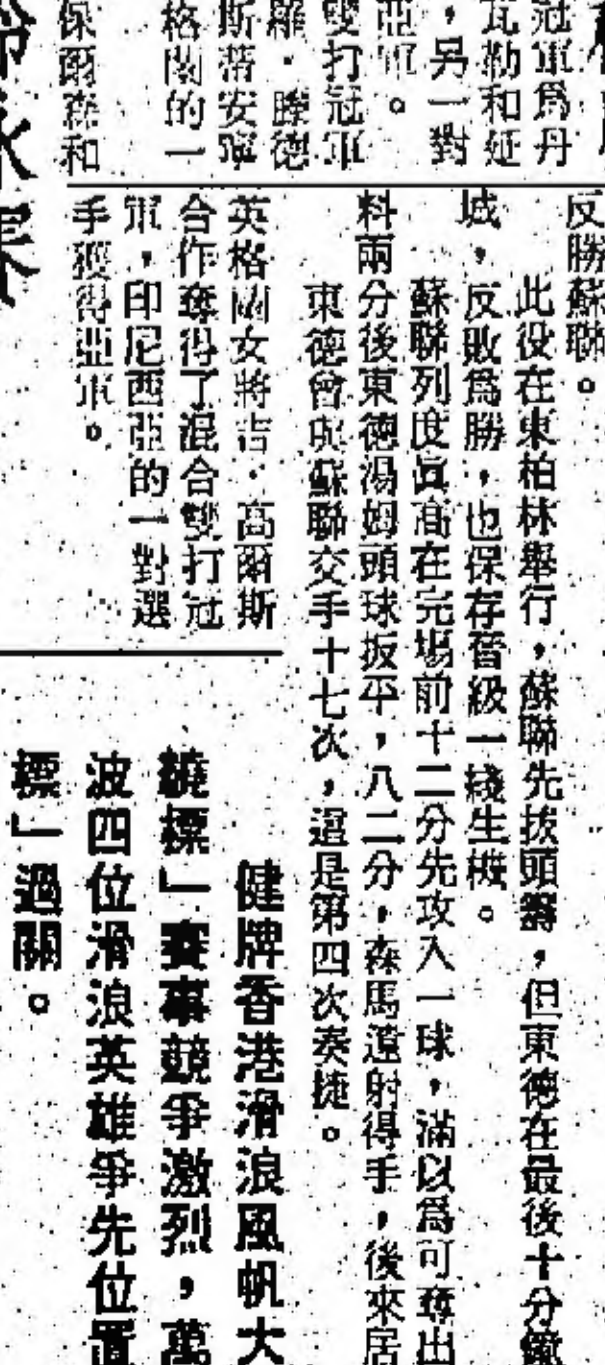 冠軍爲丹
瓦勒和延
，另一對
亞軍。
雙打冠軍
羅．滕德
斯蒂安寧
格蘭的一
保爾森和
反勝蘇聯。
此役在東柏林舉行，蘇聯先拔頭籌，但東德在最後十分鐘
城，反敗爲勝，也保存晉級一綫生機。
蘇聯列度眞高在完場前十二分先攻入一球，滿以爲可奪出
料兩分後東德湯姆頭球扳平，八二分，森馬遠射得手，後來居
東德曾與蘇聯交手十七次，這是第四次奏捷。
英格蘭女將吉．高爾斯
合作奪得了混合雙打冠
軍，印尼西亞的一對選
手獲得亞軍。
健牌香港滑浪風帆大
繞標」賽事競爭激烈，萬
波四位滑浪英雄爭先位置
標」過關。